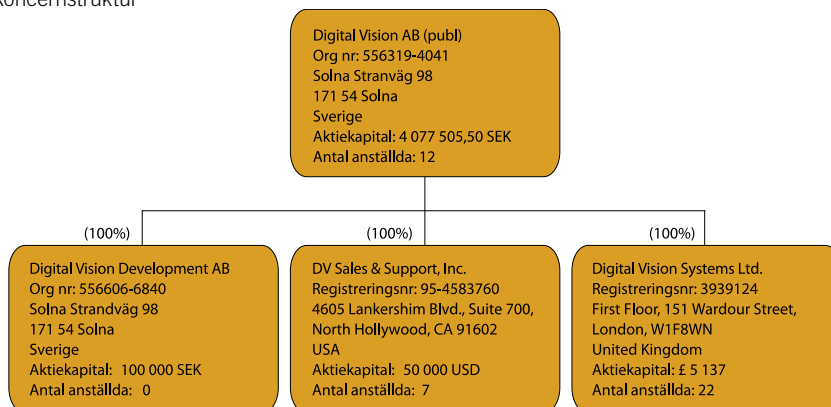 Koncernstruktur
Digital Vision AB (publ)
Org nr: 556319-4041
Solna Stranväg 98
171 54 Solna
Sverige
Aktiekapital: 4 077 505,50 SEK
Antal anställda: 12
(100%)
Digital Vision Development AB
Org nr: 556606-6840
Solna Strandväg 98
171 54 Solna
Sverige
Aktiekapital: 100 000 SEK
Antal anställda: 0
(100%)
DV Sales & Support, Inc.
Registreringsnr: 95-4583760
4605 Lankershim Blvd., Suite 700,
North Hollywood, CA 91602
USA
Aktiekapital: 50 000 USD
Antal anställda: 7
(100%)
Digital Vision Systems Ltd.
Registreringsnr: 3939124
First Floor, 151 Wardour Street,
London, W1F8WN
United Kingdom
Aktiekapital: £ 5 137
Antal anställda: 22